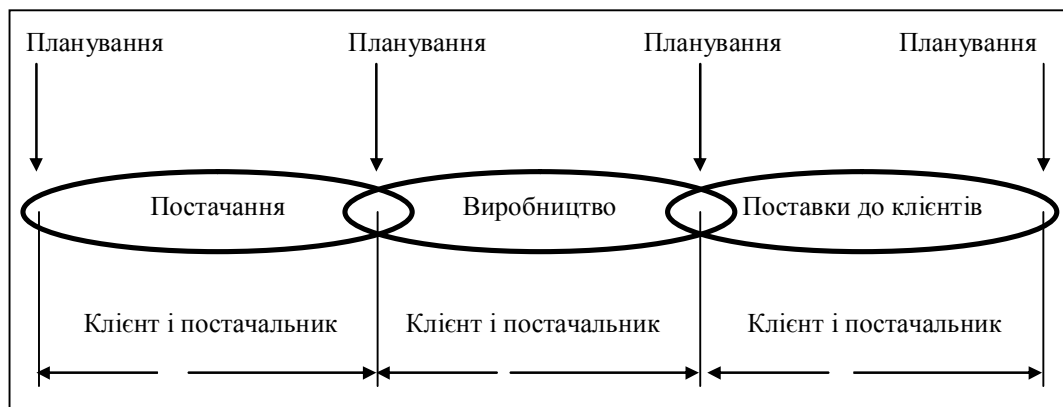 Планування Планування Планування Планування
Постачання Виробництво Поставки до клієнтів
Клієнт і постачальник Клієнт і постачальник Клієнт і постачальник